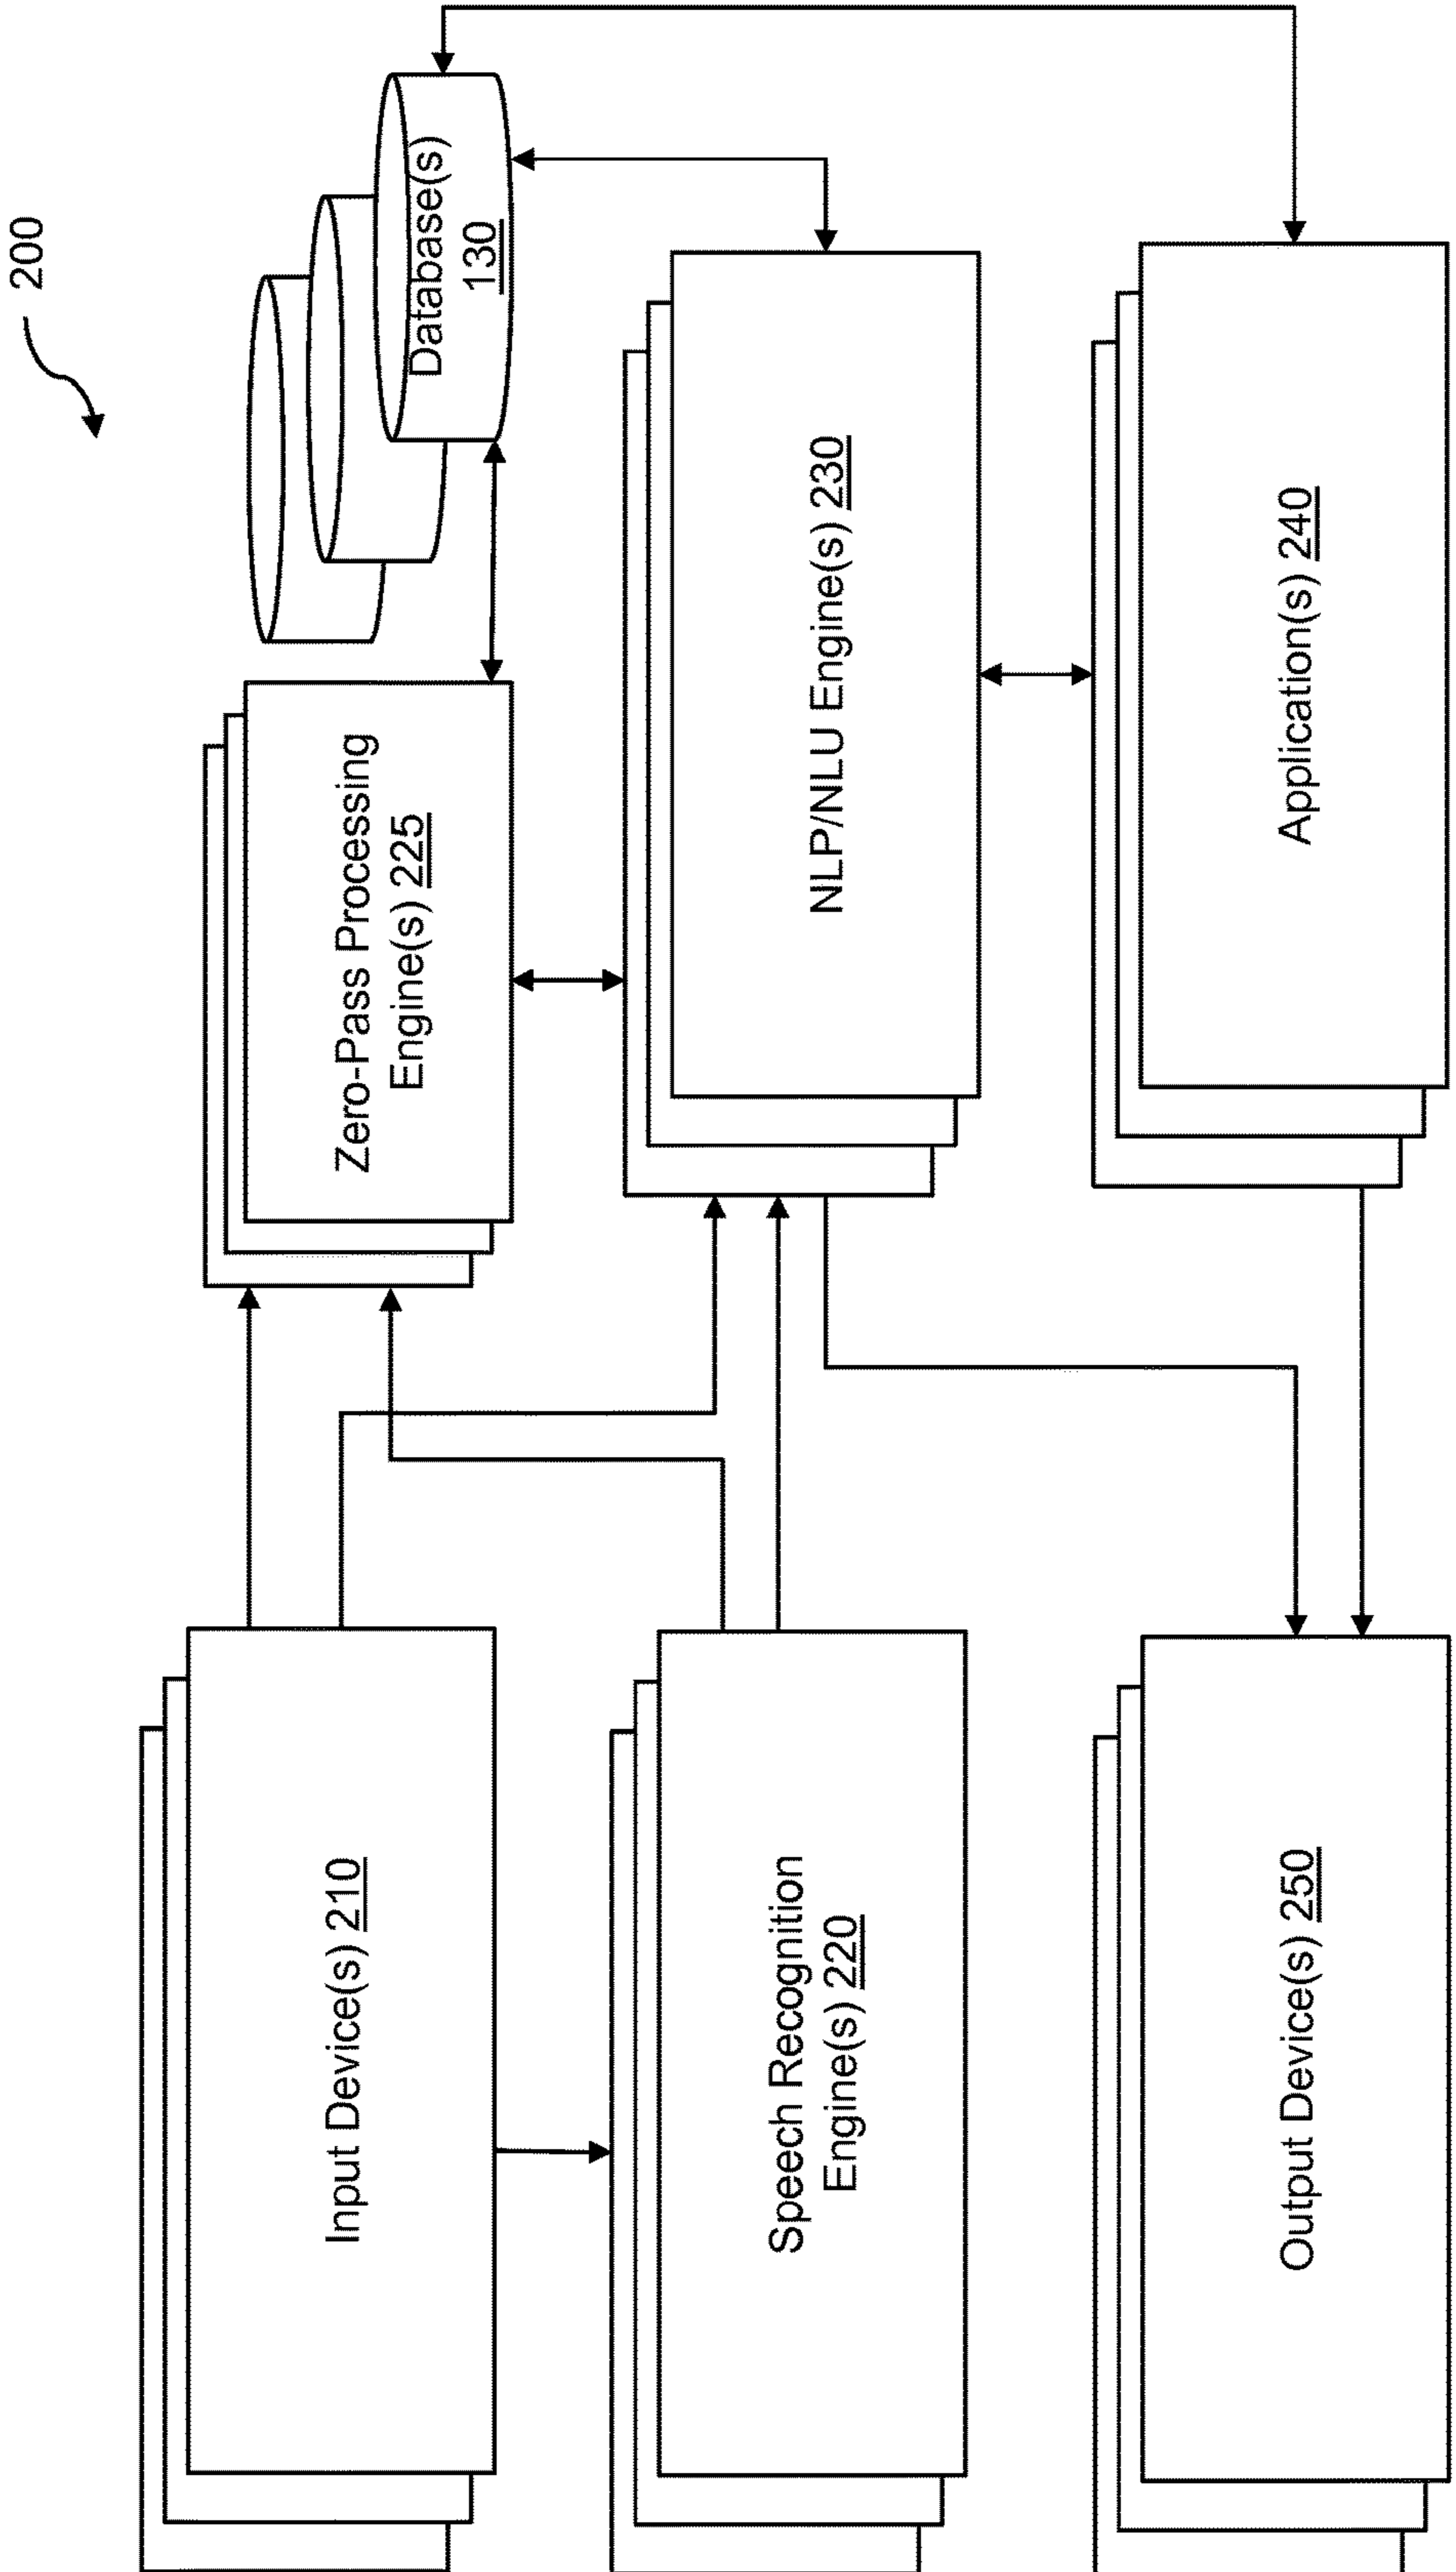 200
Input Device(s) 210
Zero-Pass Processing
Engine(s) 225
Database(s)
130
Speech Recognition
Engine(s) 220
NLP/NLU Engine(s) 230
Output Device(s) 250
Application(s) 240